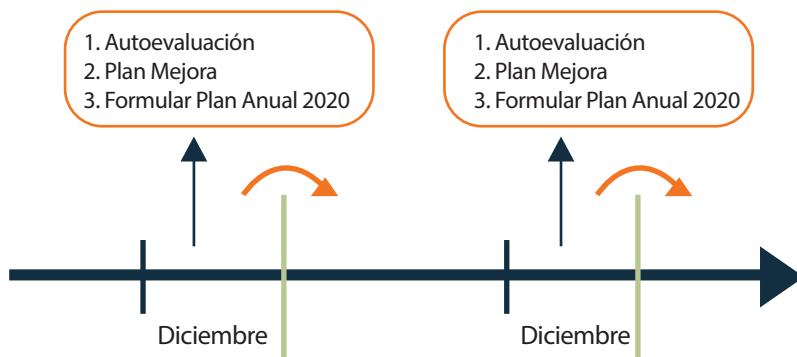 1. Autoevaluación
2. Plan Mejora
3. Formular Plan Anual 2020
1. Autoevaluación
2. Plan Mejora
3. Formular Plan Anual 2020
Diciembre
Diciembre